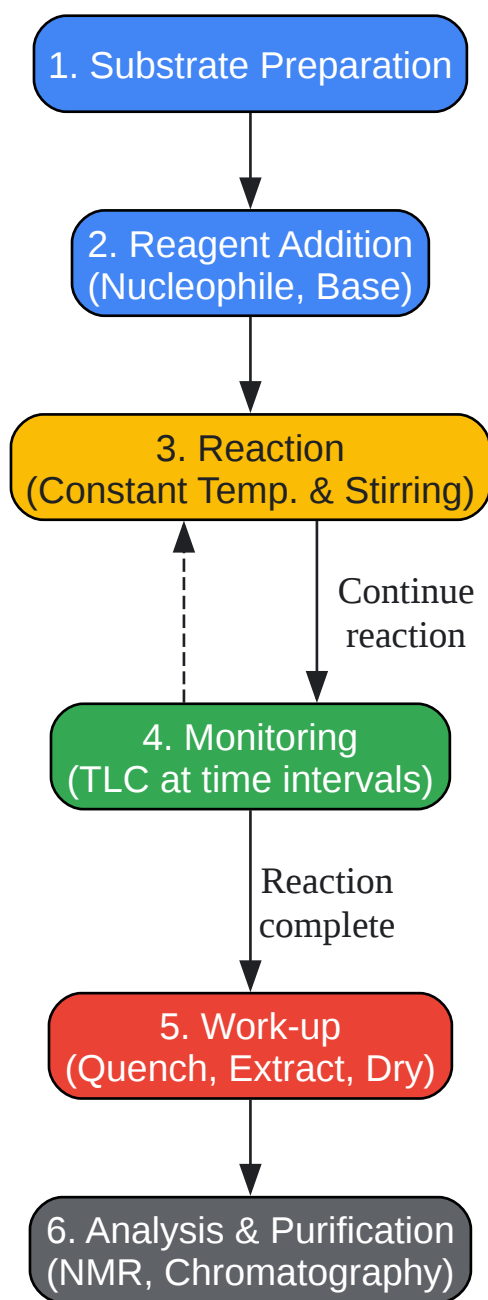 1. Substrate Preparation
2. Reagent Addition
(Nucleophile, Base)
3. Reaction
(Constant Temp. & Stirring)
Continue
reaction
4. Monitoring
(TLC at time intervals)
Reaction
complete
5. Work-up
(Quench, Extract, Dry)
6. Analysis & Purification
(NMR, Chromatography)